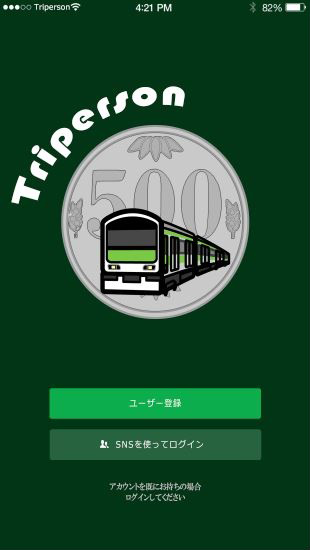 Triperson
4:21 PM
82%
Triperson
500
ユーザー登録
SNSを使ってログイン
アカウントを既にお持ちの場合
ログインしてください